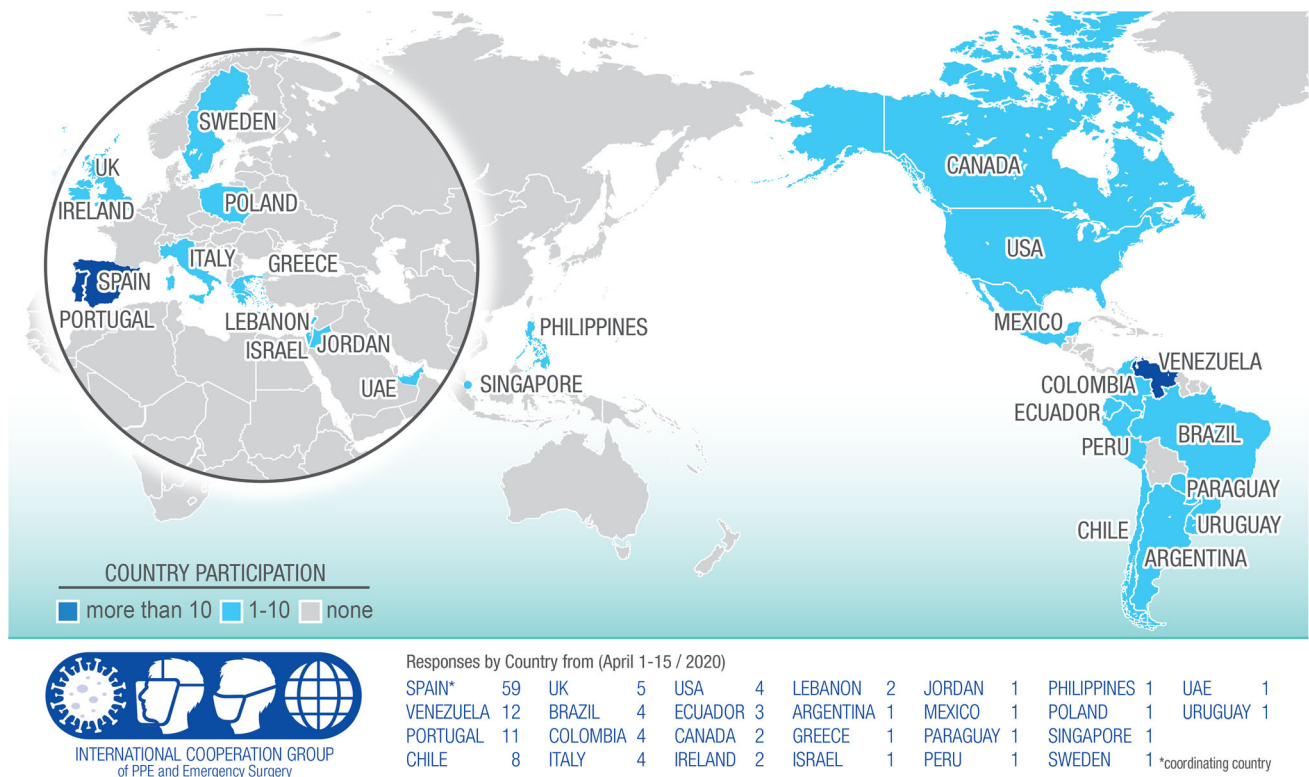 SWEDEN
UK
IRELAND
POLAND
ITALY
GREECE
SPAIN
PORTUGAL
LEBANON
ISRAEL
JORDAN
UAE
PHILIPPINES
SINGAPORE
CANADA
USA
MEXICO
VENEZUELA
COLOMBIA
ECUADOR
BRAZIL
PERU
PARAGUAY
CHILE
URUGUAY
ARGENTINA
COUNTRY PARTICIPATION
more than 10 1-10 none
INTERNATIONAL COOPERATION GROUP
of PPE and Emergency Surgery
Responses by Country from (April 1-15 / 2020)
SPAIN* 59 UK 5 USA 4 LEBANON 2 JORDAN 1 PHILIPPINES 1 UAE 1
VENEZUELA 12 BRAZIL 4 ECUADOR 3 ARGENTINA 1 MEXICO 1 POLAND 1 URUGUAY 1
PORTUGAL 11 COLOMBIA 4 CANADA 2 GREECE 1 PARAGUAY 1 SINGAPORE 1
CHILE 8 ITALY 4 IRELAND 2 ISRAEL 1 PERU 1 SWEDEN 1 *coordinating country